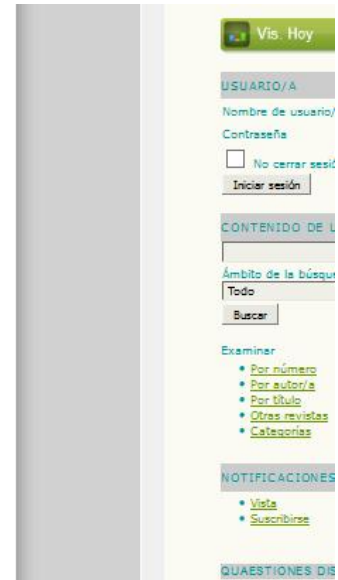 Vis. Hoy
USUARIO/A
Nombre de usuario/
Contraseña
No cerrar sesió
Iniciar sesión
CONTENIDO DE
Ámbito de la búsque
Todo
Buscar
Examinar
Por número
Por autor/a
Por título
Otras revistas
Categorías
NOTIFICACIONES
Vista
Suscribirse
QUAESTIONES DIS